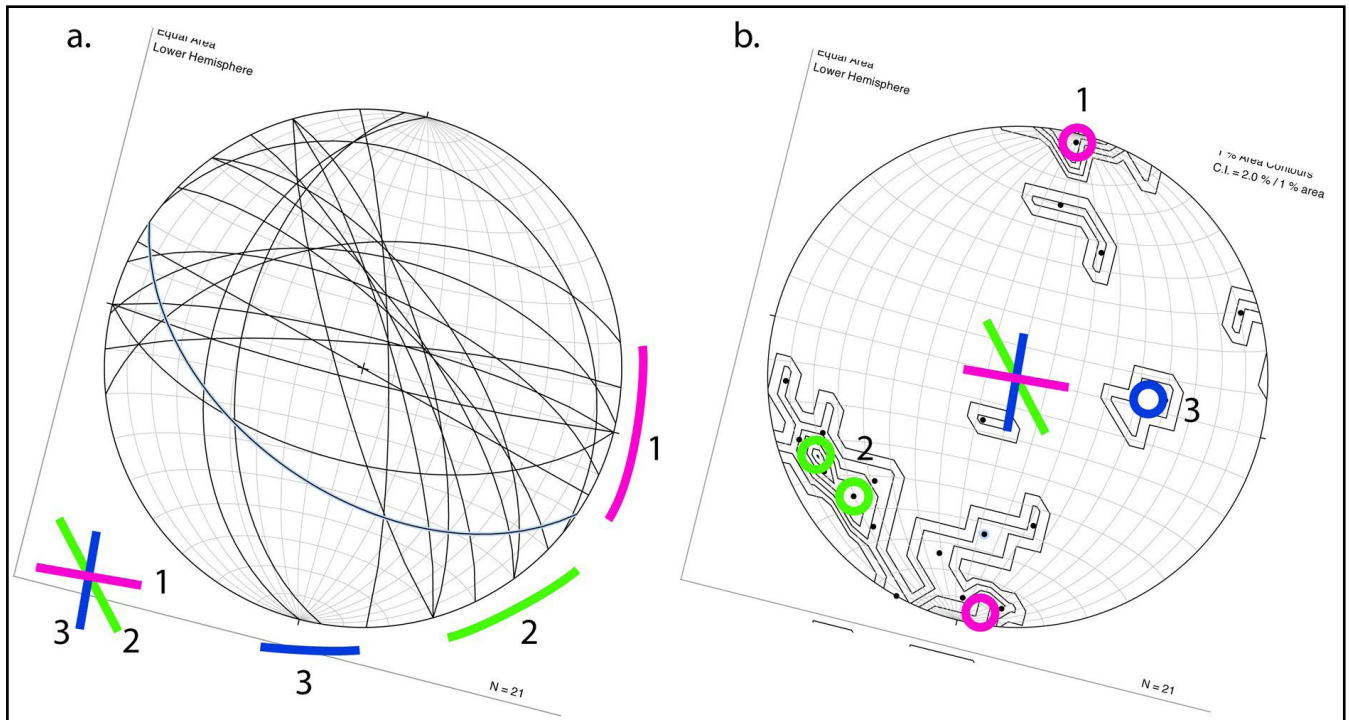 a.
Equal Area
Lower Hemisphere
1
2
3
1
3
2
N = 21
b.
Equal Area
Lower Hemisphere
1
1 % Area Contours
C.I. = 2.0 % / 1 % area
2
3
N = 21